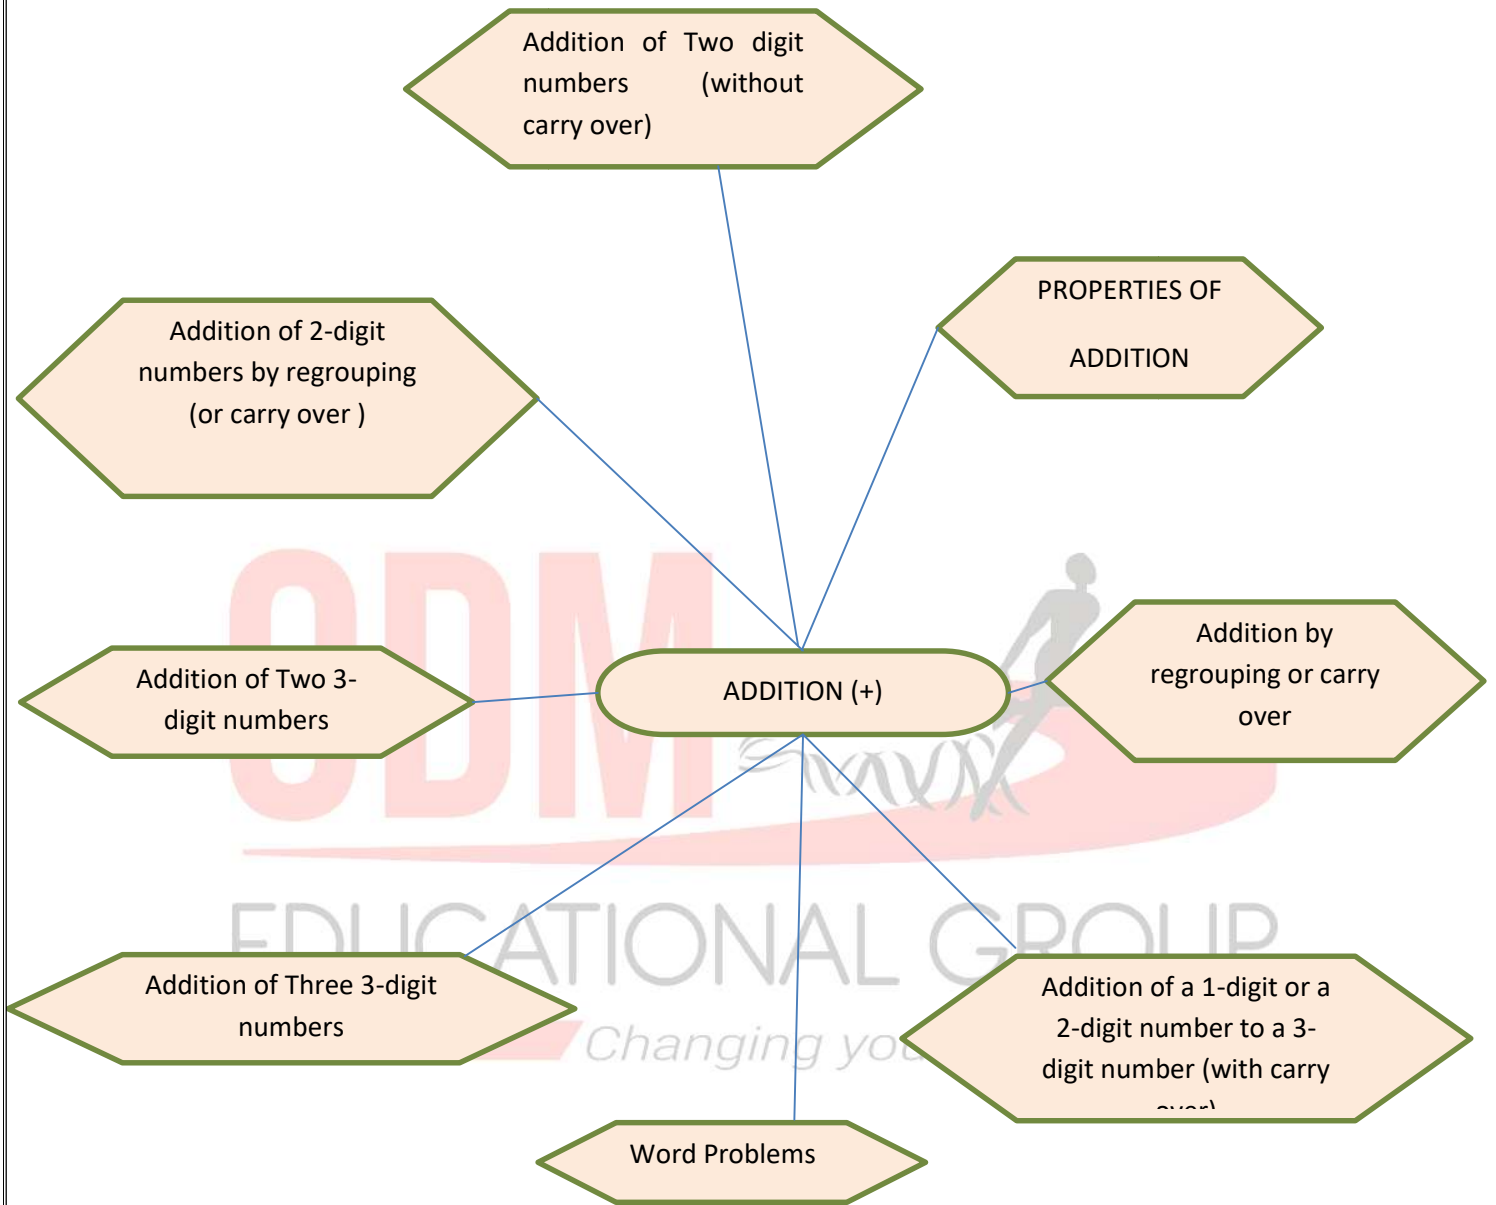 Addition of Two digit
numbers (without
carry over)
PROPERTIES OF
ADDITION
Addition of 2-digit
numbers by regrouping
(or carry over )
Addition by
regrouping or carry
over
Addition of Two 3-
digit numbers
ADDITION (+)
Addition of Three 3-digit
numbers
Addition of a 1-digit or a
2-digit number to a 3-
digit number (with carry
over)
Word Problems
EDUCATIONAL GROUP
Changing